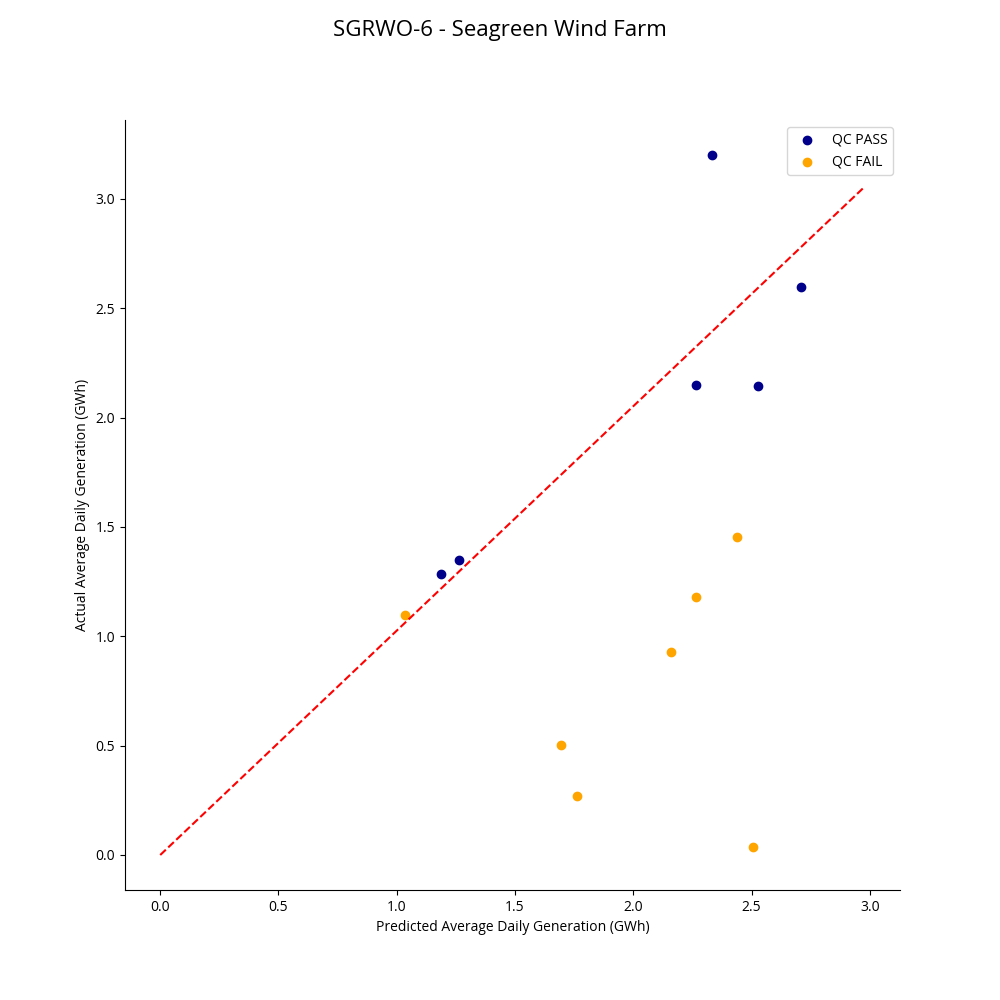 SGRWO-6 - Seagreen Wind Farm
QC PASS
QC FAIL
3.0
2.5
2.0
1.5
1.0
0.5
0.0
Actual Average Daily Generation (GWh)
0.0 0.5 1.0 1.5 2.0 2.5 3.0
Predicted Average Daily Generation (GWh)